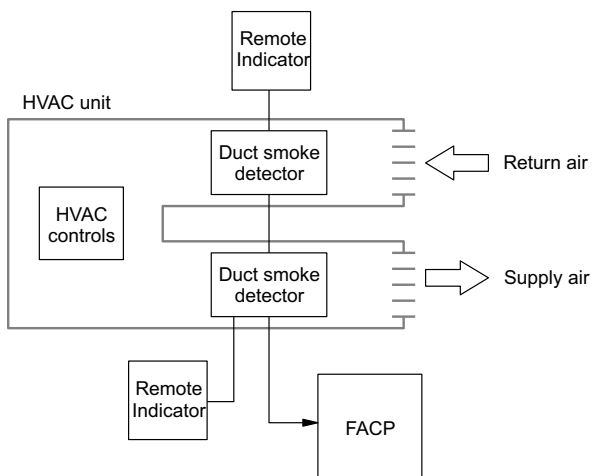 Remote
Indicator
HVAC unit
Duct smoke
detector
Return air
HVAC
controls
Duct smoke
detector
Supply air
Remote
Indicator
FACP